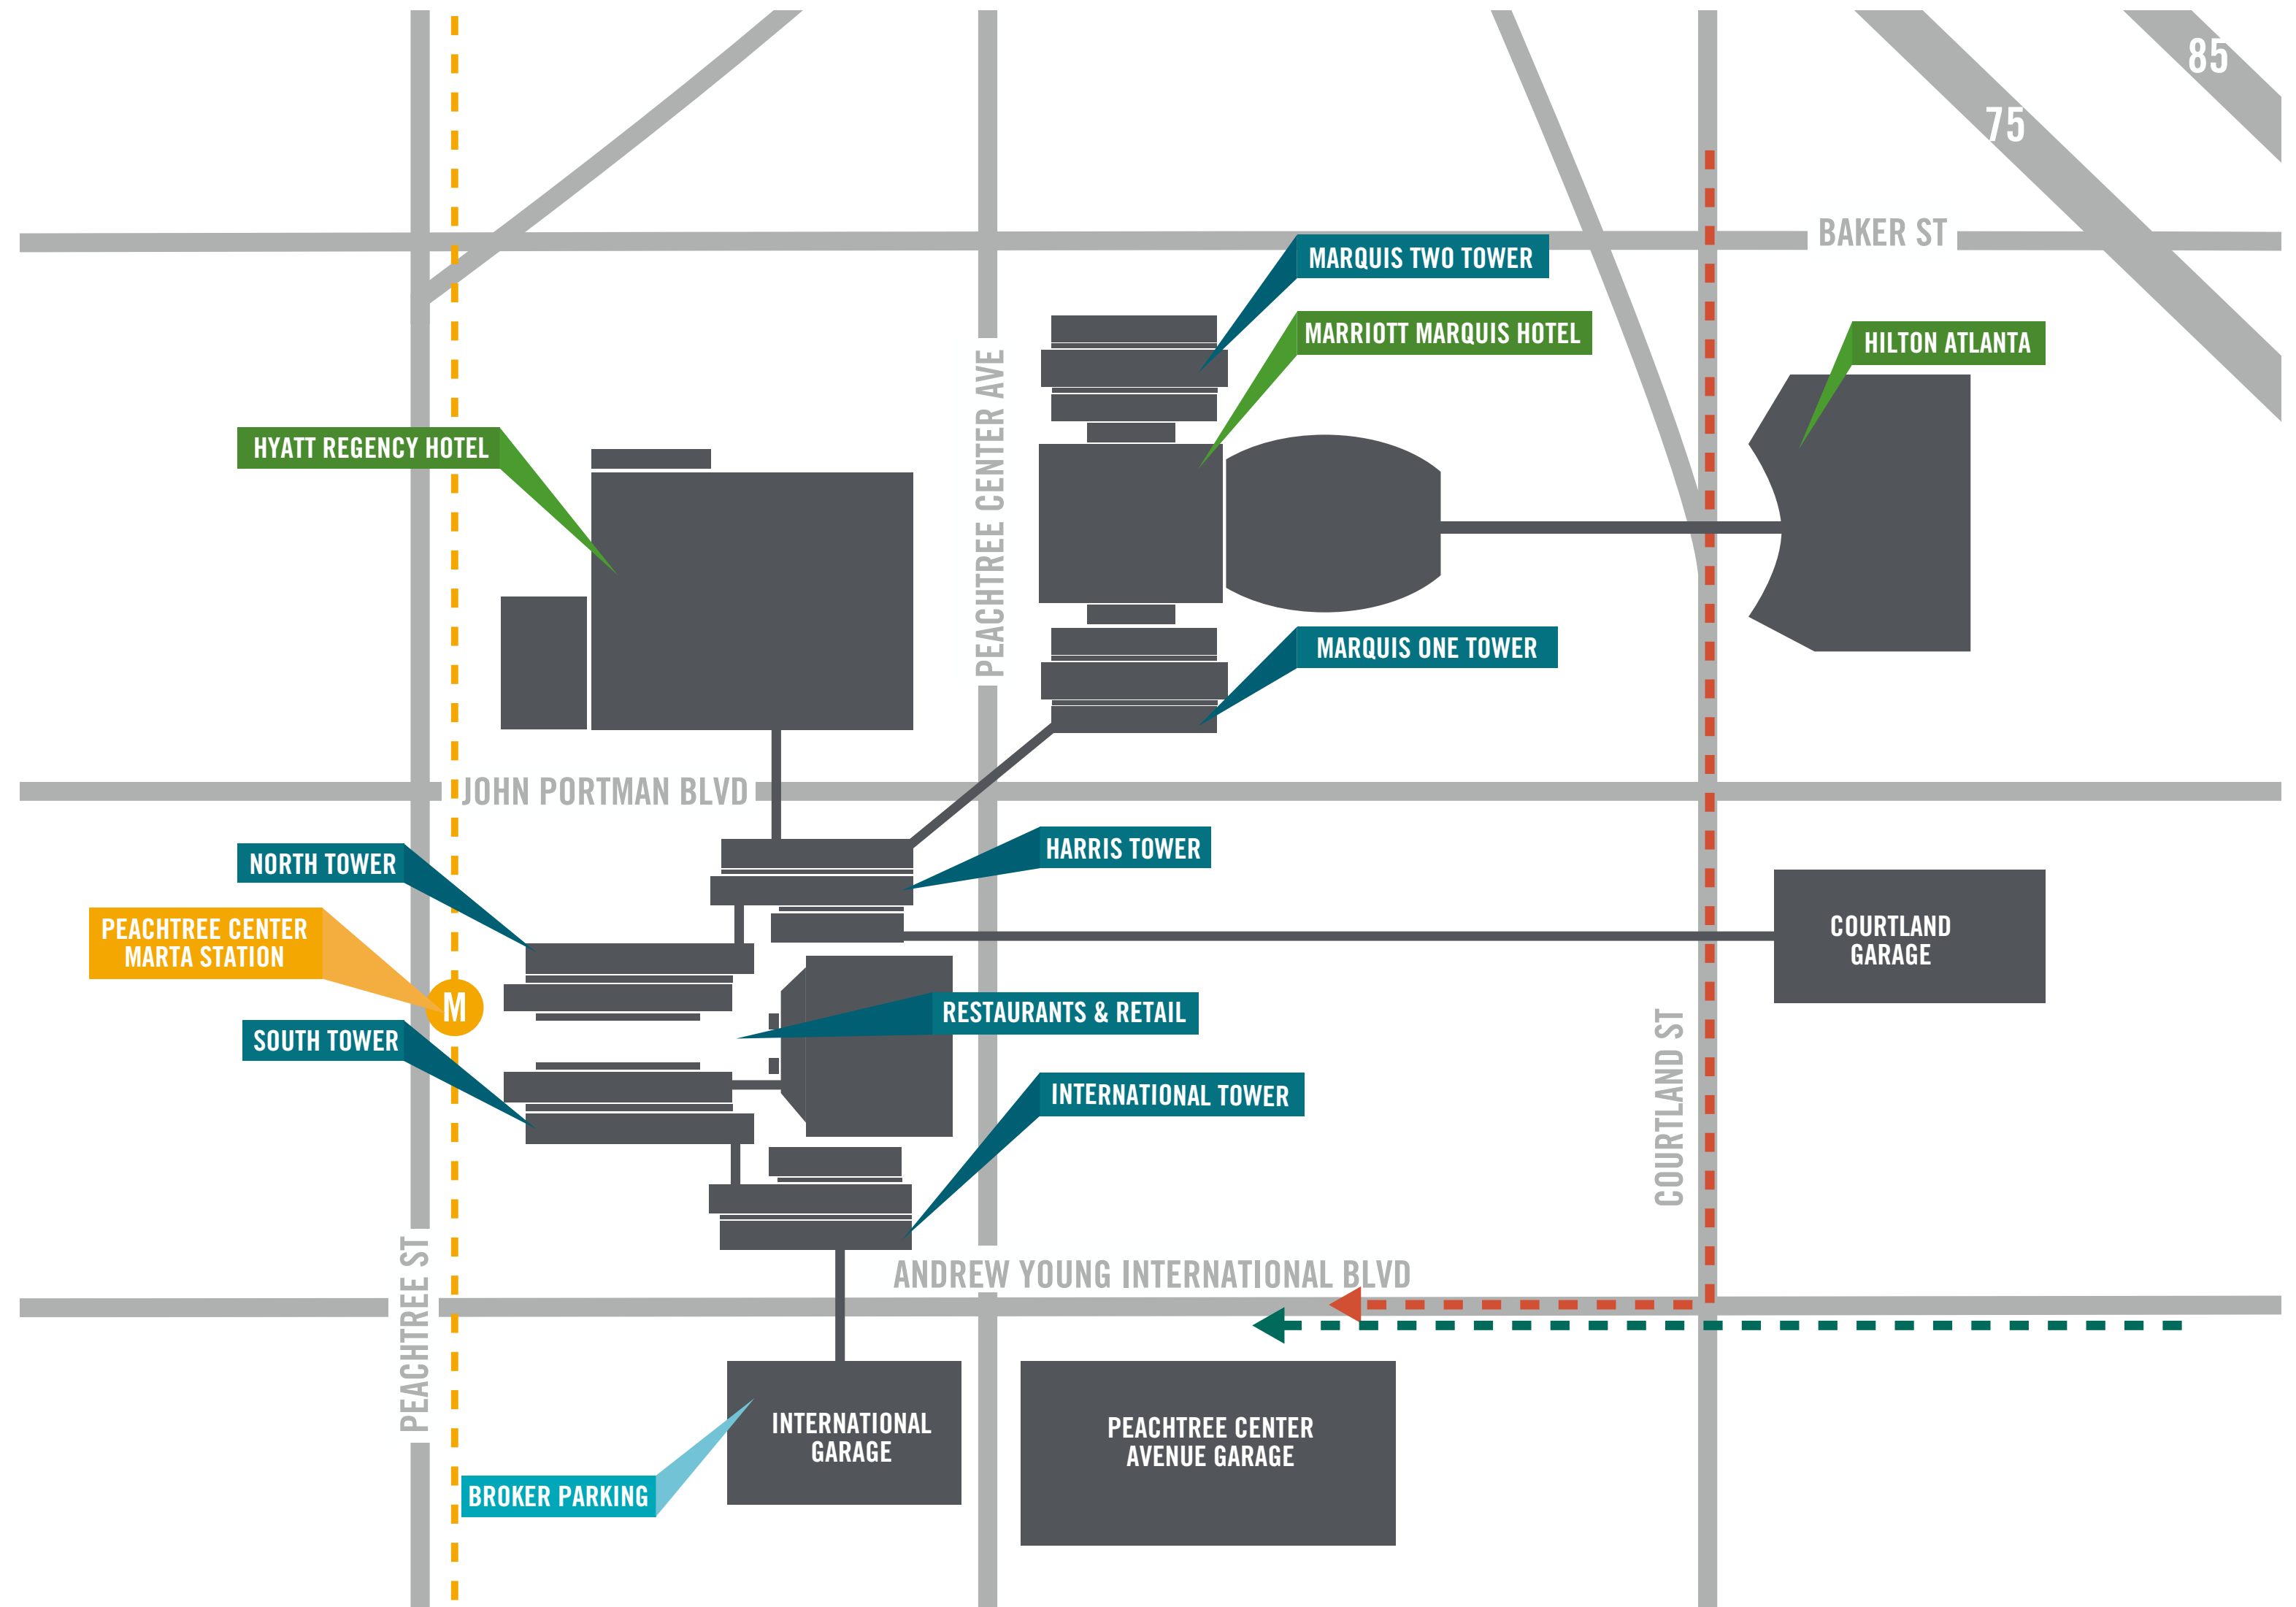 85
75
BAKER ST
MARQUIS TWO TOWER
MARRIOTT MARQUIS HOTEL
HILTON ATLANTA
PEACHTREE CENTER AVE
HYATT REGENCY HOTEL
MARQUIS ONE TOWER
JOHN PORTMAN BLVD
NORTH TOWER
HARRIS TOWER
PEACHTREE CENTER
MARTA STATION
M
COURTLAND
GARAGE
RESTAURANTS & RETAIL
SOUTH TOWER
INTERNATIONAL TOWER
COURTLAND ST
PEACHTREE ST
ANDREW YOUNG INTERNATIONAL BLVD
INTERNATIONAL
GARAGE
PEACHTREE CENTER
AVENUE GARAGE
BROKER PARKING